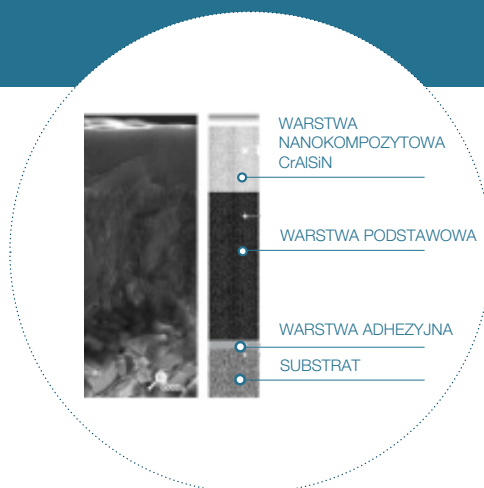 WARSTWA
NANOKOMPOZYTOWA
CrAlSiN
WARSTWA PODSTAWOWA
WARSTWA ADHEZYJNA
SUBSTRAT